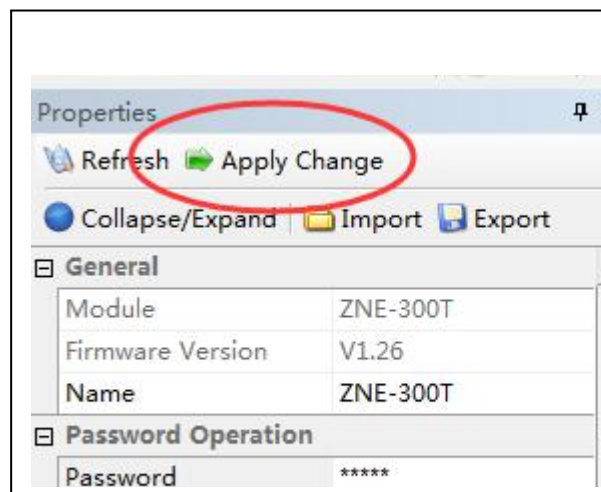 Properties
Refresh Apply Change
Collapse/Expand Import Export
General
Module ZNE-300T
Firmware Version V1.26
Name ZNE-300T
Password Operation
Password *****